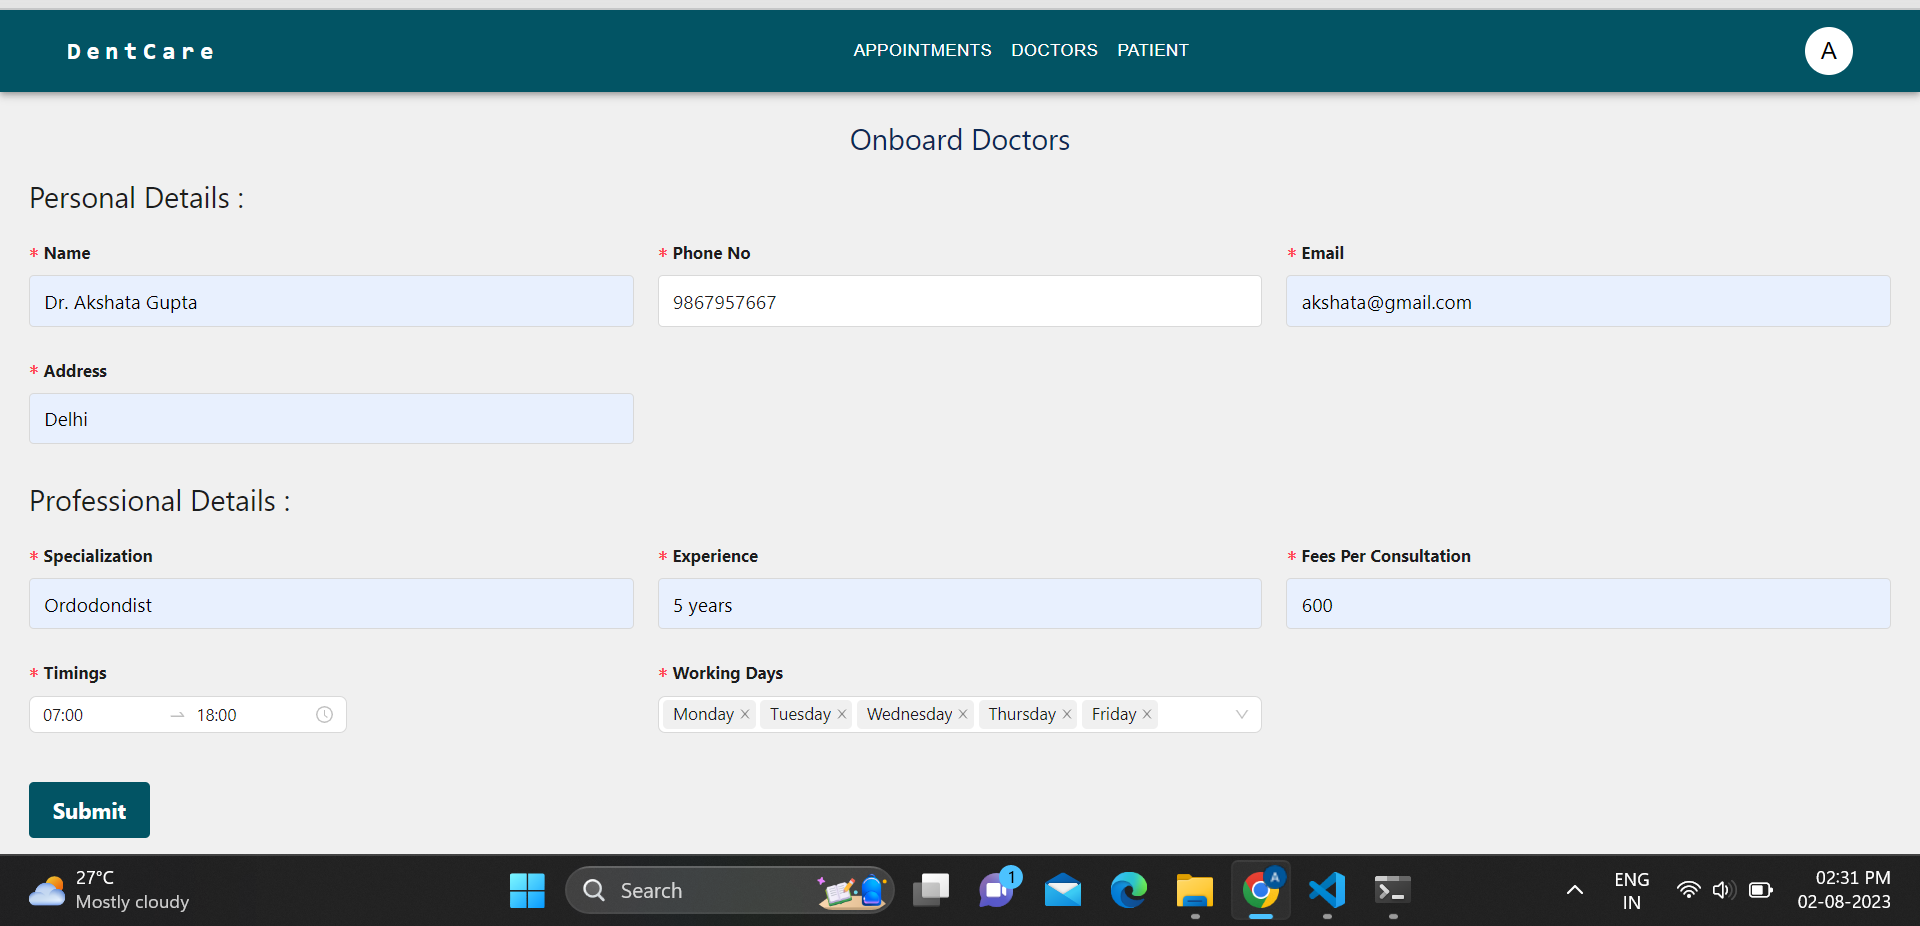 DentCare
APPOINTMENTS DOCTORS PATIENT
A
Onboard Doctors
Personal Details :
* Name
* Phone No
* Email
Dr. Akshata Gupta
9867957667
akshata@gmail.com
* Address
Delhi
Professional Details :
* Specialization
* Experience
* Fees Per Consultation
Ordodondist
5 years
600
* Timings
* Working Days
07:00
18:00
Monday Tuesday Wednesday Thursday Friday
Submit
27°C
Mostly cloudy
Search
1
A
ENG
IN
02:31 PM
02-08-2023